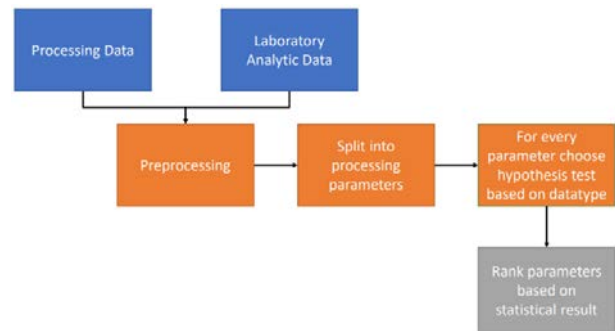 Processing Data
Laboratory
Analytic Data
Preprocessing
Split into
processing
parameters
For every
parameter choose
hypothesis test
based on datatype
Rank parameters
based on
statistical result